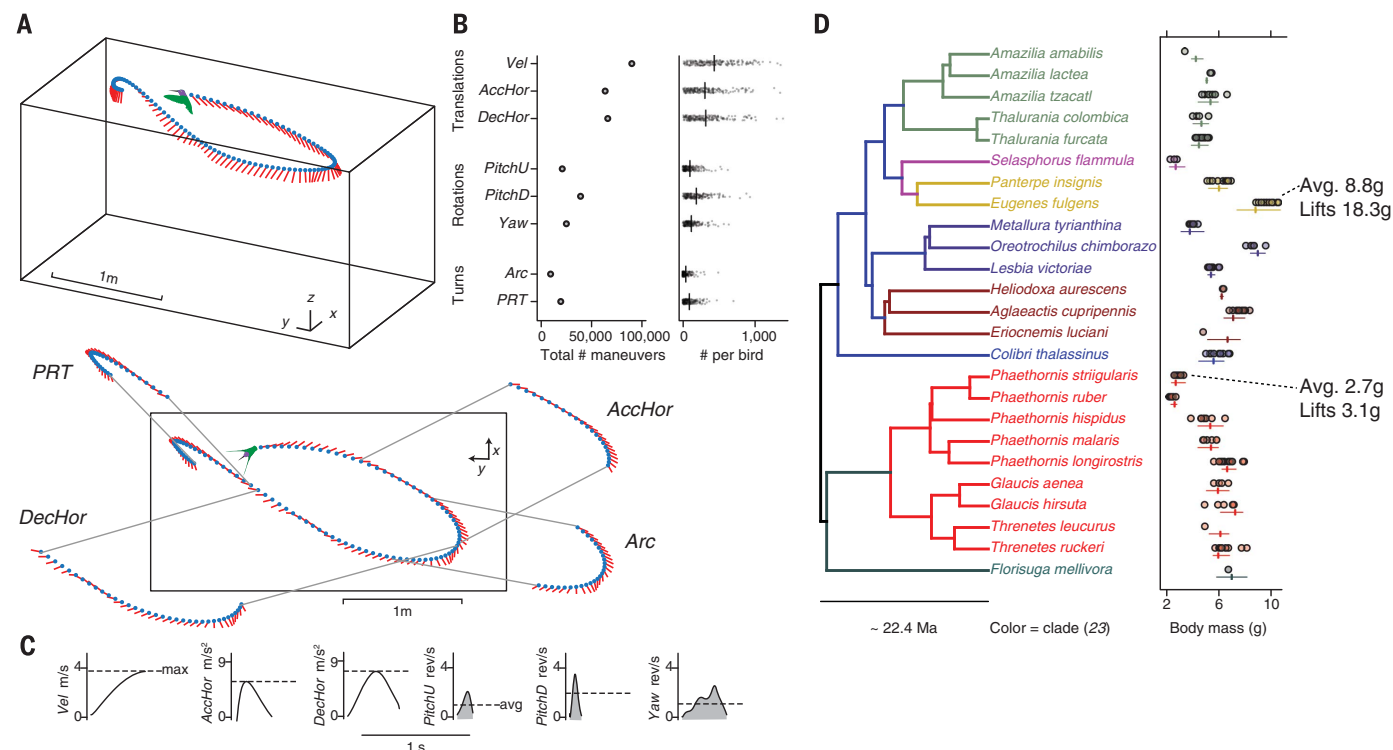 A
1m
z
y
x
B
Translations
Rotations
Turns
Vel
AccHor
DecHor
PitchU
PitchD
Yaw
Arc
PRT
0
50,000
100,000
Total # maneuvers
0
1,000
# per bird
PRT
AccHor
DecHor
Arc
x
y
1m
C
Vel m/s
4
0
max
AccHor m/s²
9
0
DecHor m/s²
9
0
PitchU rev/s
4
0
avg
PitchD rev/s
4
0
Yaw rev/s
4
0
1 s
D
Amazilia amabilis
Amazilia lactea
Amazilia tzacatl
Thalurania colombica
Thalurania furcata
Selasphorus flammula
Panterpe insignis
Eugenes fulgens
Metallura tyrianthina
Oreotrochilus chimborazo
Lesbia victoriae
Heliodoxa aurescens
Aglaeactis cupripennis
Eriocnemis luciani
Colibri thalassinus
Phaethornis striigularis
Phaethornis ruber
Phaethornis hispidus
Phaethornis malaris
Phaethornis longirostris
Glaucis aenea
Glaucis hirsuta
Threnetes leucurus
Threnetes ruckeri
Florisuga mellivora
~ 22.4 Ma
Color = clade (23)
2
6
10
Body mass (g)
Avg. 8.8g
Lifts 18.3g
Avg. 2.7g
Lifts 3.1g